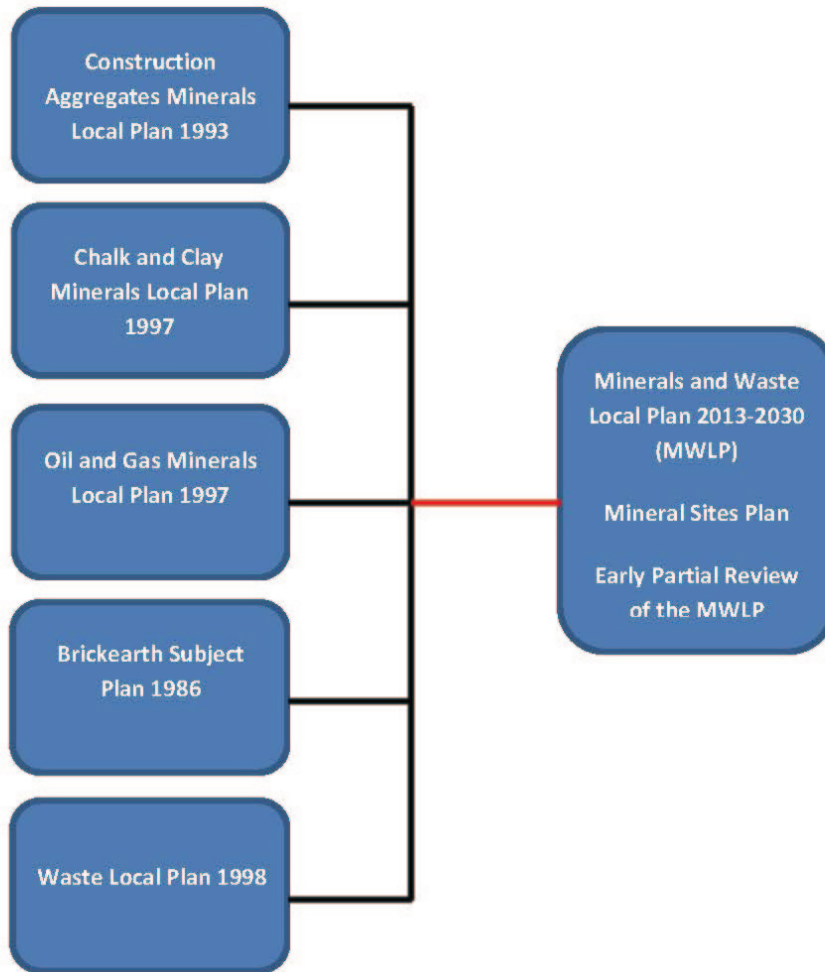 Construction
Aggregates Minerals
Local Plan 1993
Chalk and Clay
Minerals Local Plan
1997
Oil and Gas Minerals
Local Plan 1997
Brickearth Subject
Plan 1986
Waste Local Plan 1998
Minerals and Waste
Local Plan 2013-2030
(MWLP)
Mineral Sites Plan
Early Partial Review
of the MWLP